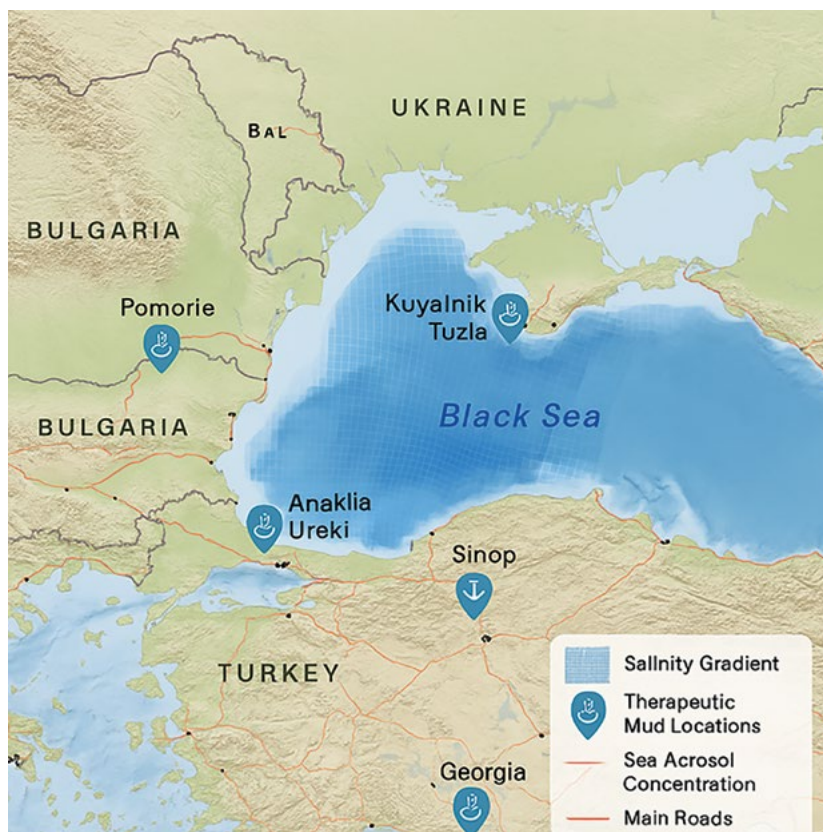 UKRAINE
BAL
BULGARIA
Pomorie
Kuyalnik
Tuzla
Black Sea
BULGARIA
Anaklia
Ureki
Sinop
TURKEY
Georgia
Sallnity Gradient
Therapeutic
Mud Locations
Sea Acrosol
Concentration
Main Roads